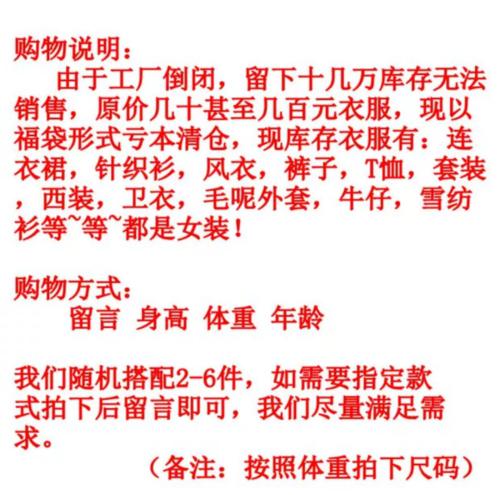 购物说明：
由于工厂倒闭，留下十几万库存无法
销售，原价几十甚至几百元衣服，现以
福袋形式亏本清仓，现库存衣服有：连
衣裙，针织衫，风衣，裤子，T恤，套装
，西装，卫衣，毛呢外套，牛仔，雪纺
衫等~等~都是女装！
购物方式：
留言 身高 体重 年龄
我们随机搭配2-6件，如需要指定款
式拍下后留言即可，我们尽量满足需
求。
（备注：按照体重拍下尺码）